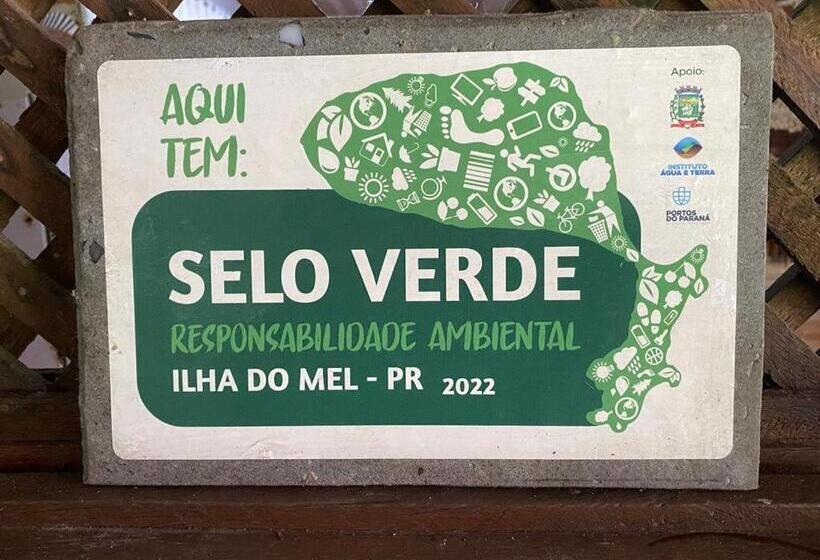 AQUI
TEM:
SELO VERDE
RESPONSABILIDADE AMBIENTAL
ILHA DO MEL - PR 2022
Apoio:
INSTITUTO
ÁGUA E TERRA
PORTOS
DO PARANÁ